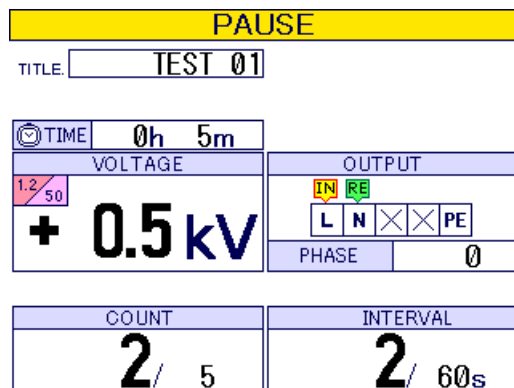 PAUSE
TITLE. TEST 01
TIME 0h 5m
VOLTAGE OUTPUT
1.2/50 IN RE
+ 0.5 kV L N PE
PHASE 0
COUNT INTERVAL
2/ 5 2/ 60s